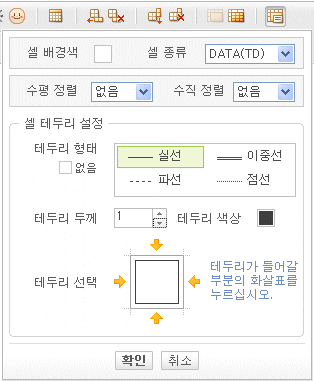 셀 배경색 셀 종류 DATA(TD)
수평 정렬 없음 수직 정렬 없음
셀 테두리 설정
테두리 형태 실선 이중선
없음 파선 점선
테두리 두께 1 테두리 색상
테두리 선택 테두리가 들어갈
부분의 화살표를
누르십시오.
확인 취소